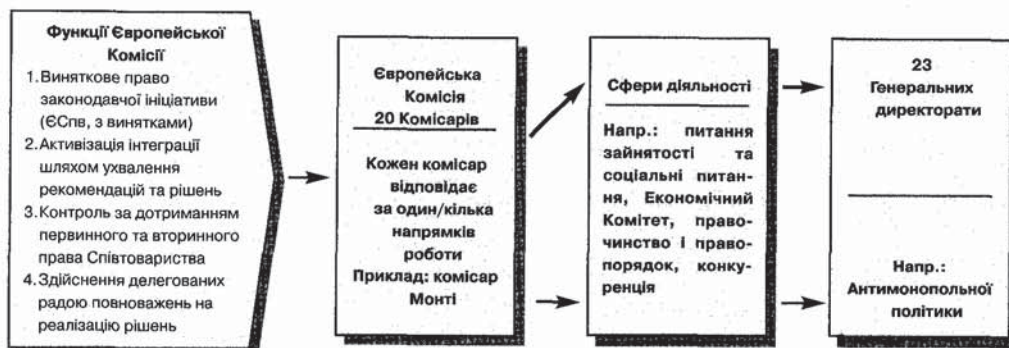 Функції Європейської
Комісії
1. Виняткове право
законодавчої ініціативи
(ЄСпв, з винятками)
2. Активізація інтеграції
шляхом ухвалення
рекомендацій та рішень
3. Контроль за дотриманням
первинного та вторинного
права Співтовариства
4. Здійснення делегованих
радою повноважень на
реалізацію рішень
Європейська
Комісія
20 Комісарів
Кожен комісар
відповідає
за один/кілька
напрямків
роботи
Приклад: комісар
Монті
Сфери діяльності
Напр.: питання
зайнятості та
соціальні питан-
ня, Економічний
Комітет, право-
чинство і право-
порядок, конку-
ренція
23
Генеральних
директорати
Напр.:
Антимонопольної
політики